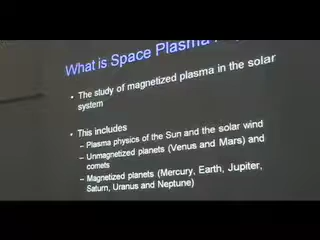 What is Space Plasma
• The study of magnetized plasma in the solar
system
• This includes
– Plasma physics of the Sun and the solar wind
– Unmagnetized planets (Venus and Mars) and
comets
– Magnetized planets (Mercury, Earth, Jupiter,
Saturn, Uranus and Neptune)